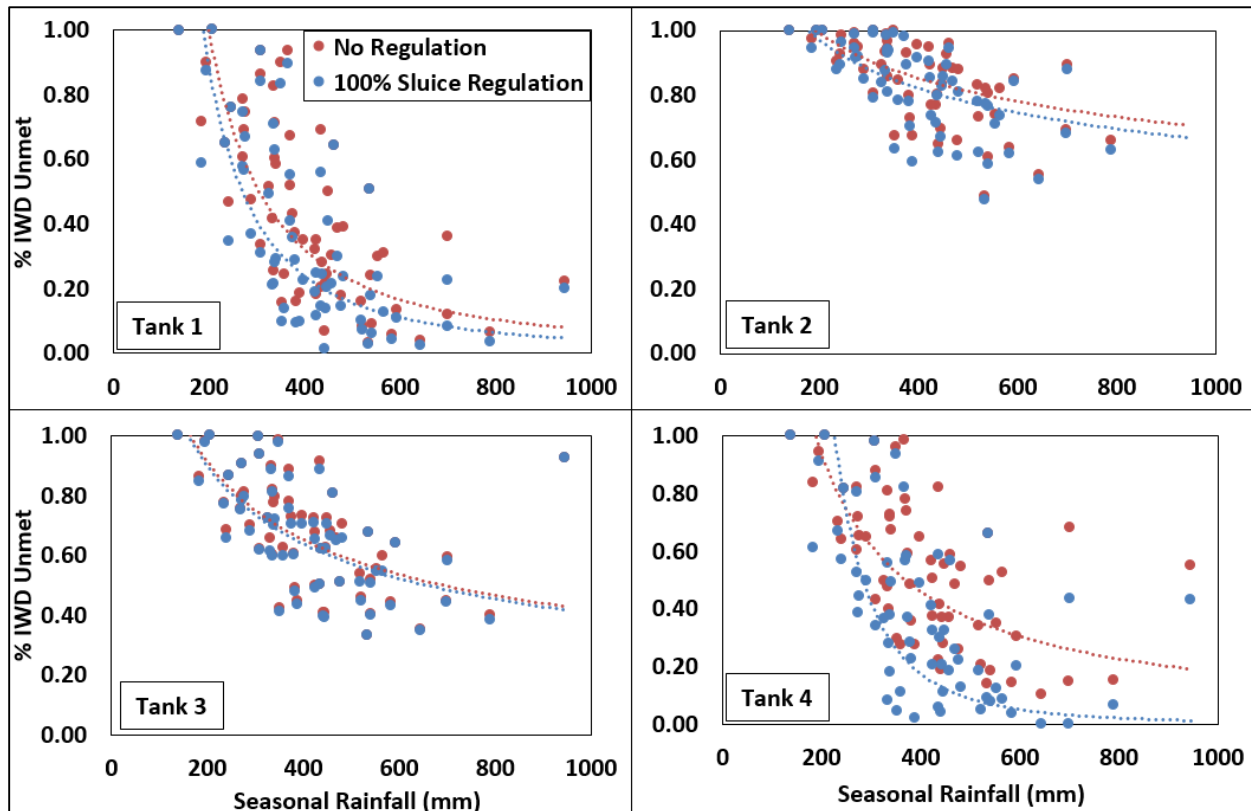 % IWD Unmet
1.00
0.80
0.60
0.40
0.20
0.00
0 200 400 600 800 1000
No Regulation
100% Sluice Regulation
Tank 1
1.00
0.80
0.60
0.40
0.20
0.00
0 200 400 600 800 1000
Tank 2
% IWD Unmet
1.00
0.80
0.60
0.40
0.20
0.00
0 200 400 600 800 1000
Seasonal Rainfall (mm)
Tank 3
1.00
0.80
0.60
0.40
0.20
0.00
0 200 400 600 800 1000
Seasonal Rainfall (mm)
Tank 4